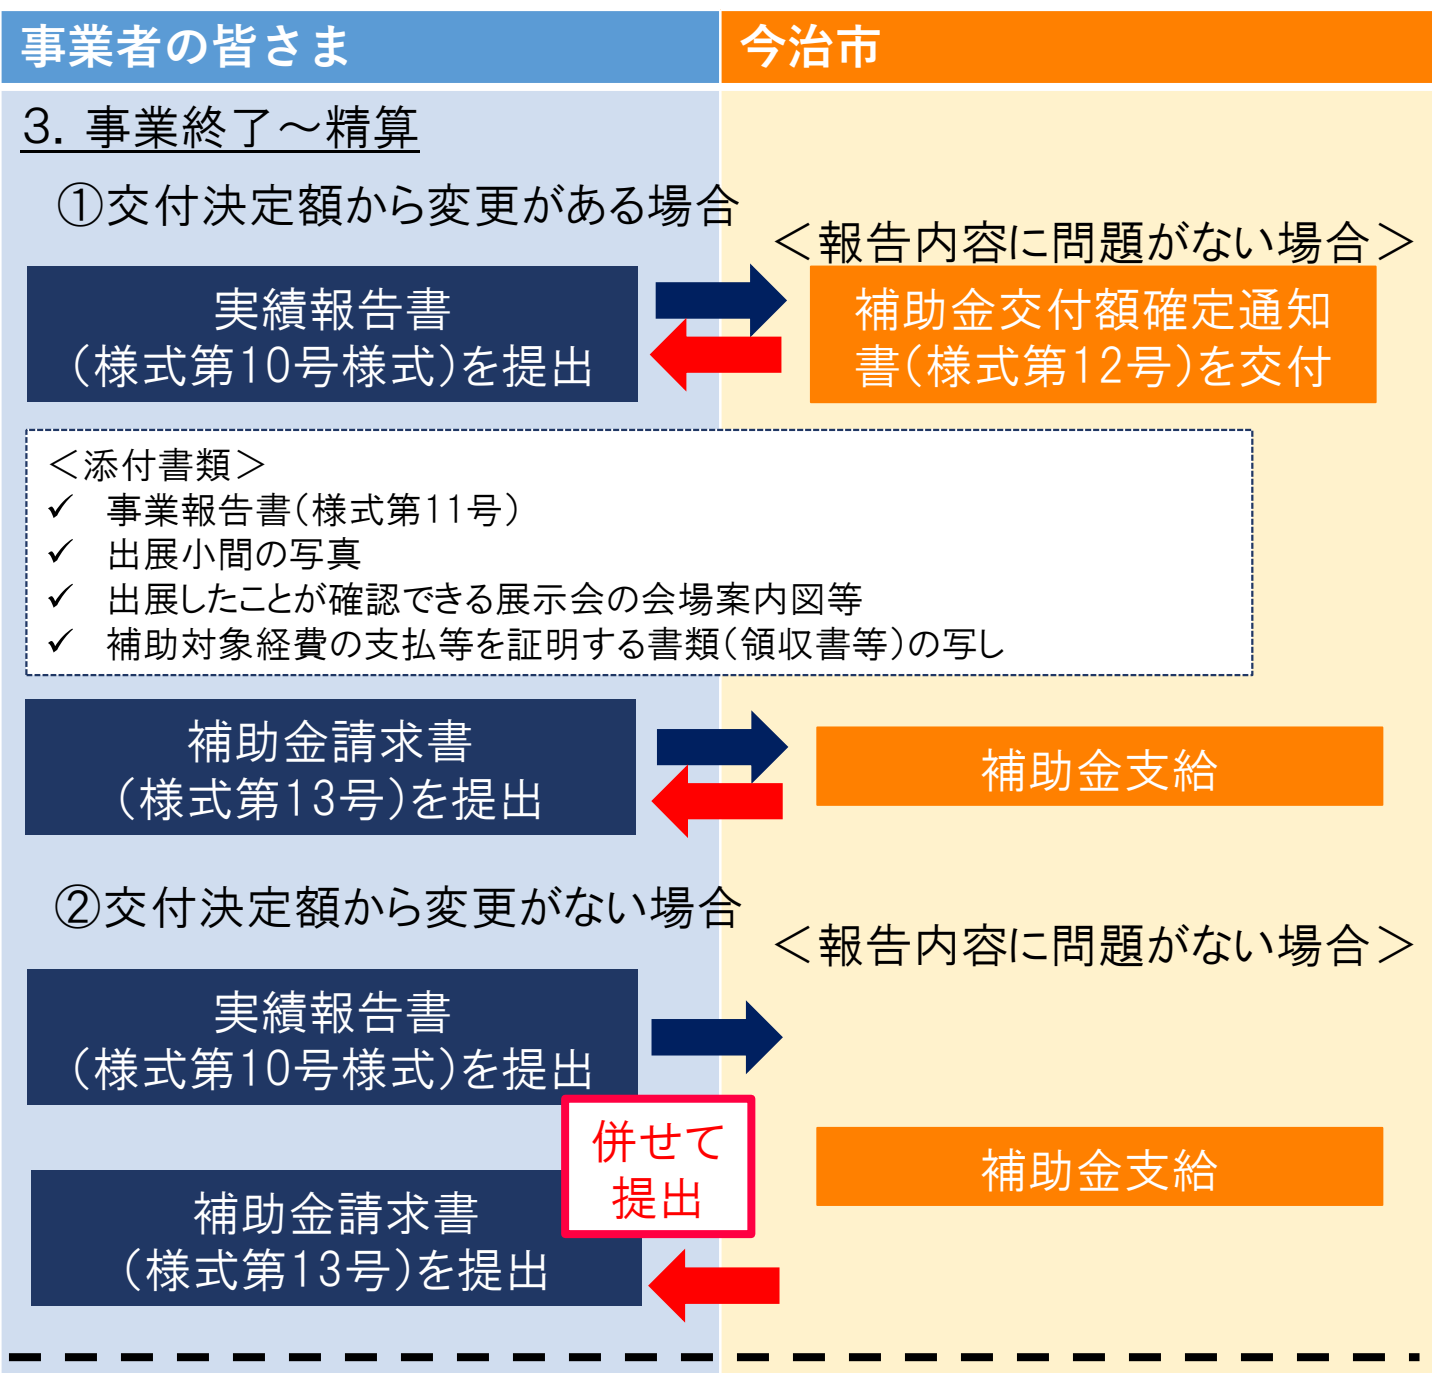 事業者の皆さま
今治市
３．事業終了～精算
①交付決定額から変更がある場合
＜報告内容に問題がない場合＞
実績報告書
（様式第10号様式）を提出
補助金交付額確定通知
書（様式第12号）を交付
＜添付書類＞
✓ 事業報告書（様式第11号）
✓ 出展小間の写真
✓ 出展したことが確認できる展示会の会場案内図等
✓ 補助対象経費の支払等を証明する書類（領収書等）の写し
補助金請求書
（様式第13号）を提出
補助金支給
②交付決定額から変更がない場合
＜報告内容に問題がない場合＞
実績報告書
（様式第10号様式）を提出
併せて
提出
補助金支給
補助金請求書
（様式第13号）を提出